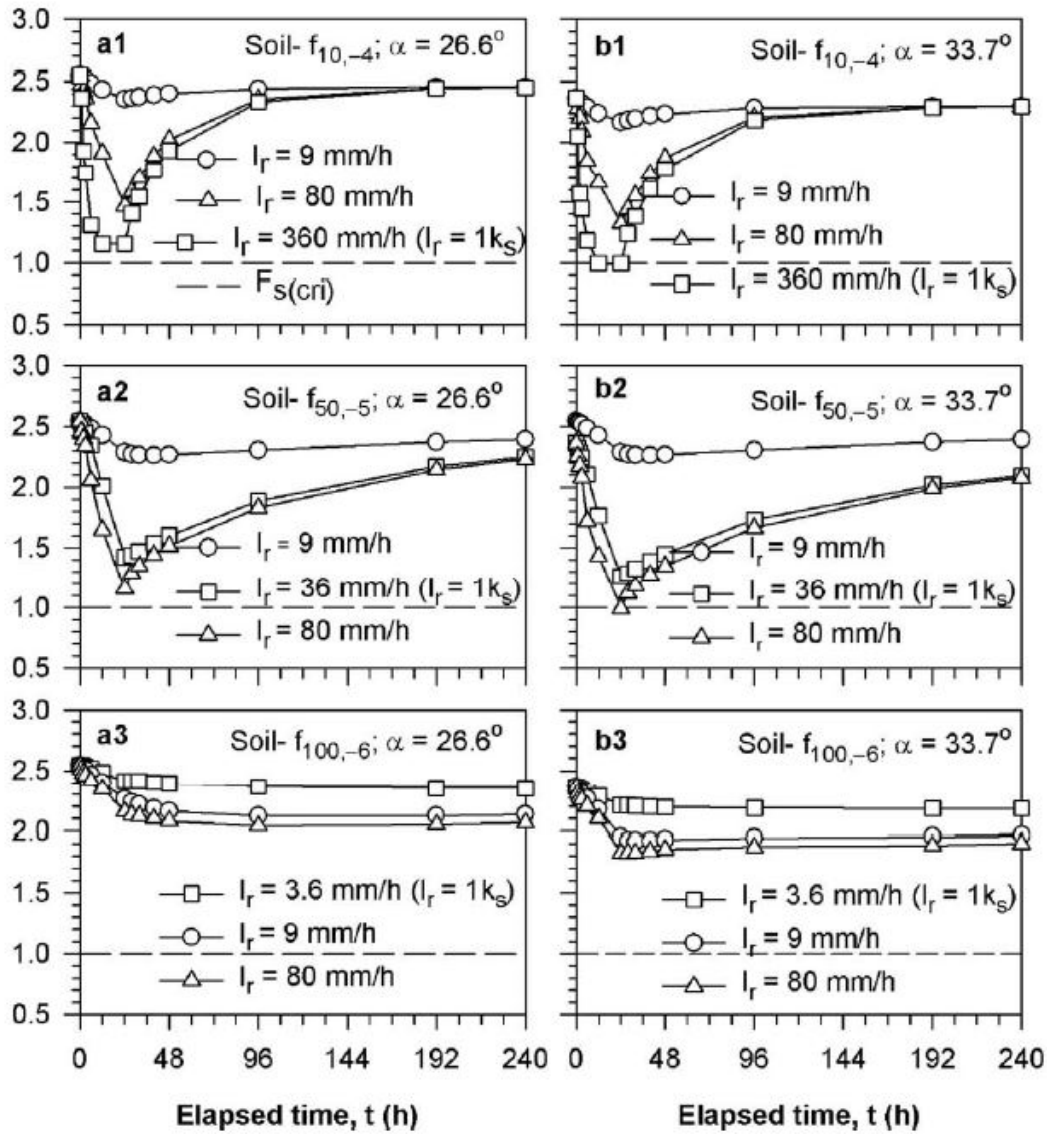 3.0
2.5
2.0
1.5
1.0
0.5
a1
Soil- f10,−4; α = 26.6°
Ir = 9 mm/h
Ir = 80 mm/h
Ir = 360 mm/h (Ir = 1ks)
Fs(cri)
b1
Soil- f10,−4; α = 33.7°
Ir = 9 mm/h
Ir = 80 mm/h
Ir = 360 mm/h (Ir = 1ks)
3.0
2.5
2.0
1.5
1.0
0.5
a2
Soil- f50,−5; α = 26.6°
Ir = 9 mm/h
Ir = 36 mm/h (Ir = 1ks)
Ir = 80 mm/h
b2
Soil- f50,−5; α = 33.7°
Ir = 9 mm/h
Ir = 36 mm/h (Ir = 1ks)
Ir = 80 mm/h
3.0
2.5
2.0
1.5
1.0
0.5
a3
Soil- f100,−6; α = 26.6°
Ir = 3.6 mm/h (Ir = 1ks)
Ir = 9 mm/h
Ir = 80 mm/h
b3
Soil- f100,−6; α = 33.7°
Ir = 3.6 mm/h (Ir = 1ks)
Ir = 9 mm/h
Ir = 80 mm/h
0 48 96 144 192 240
0 48 96 144 192 240
Elapsed time, t (h)
Elapsed time, t (h)